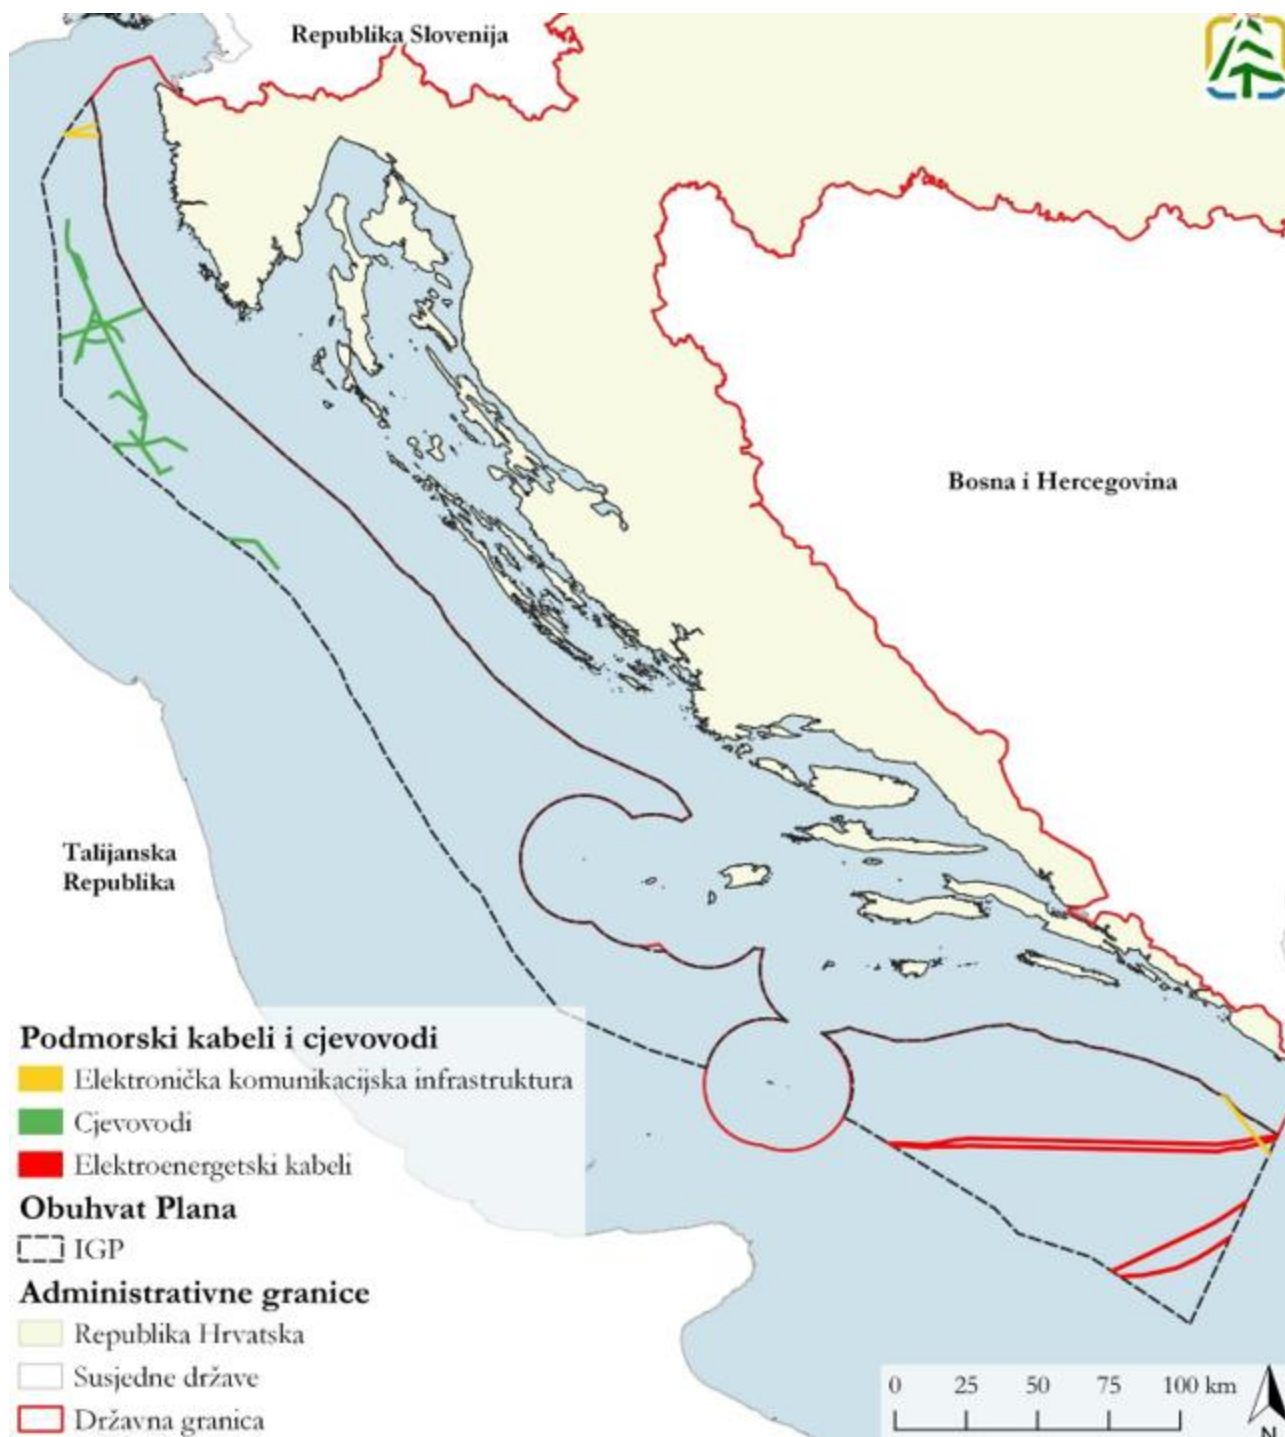 Republika Slovenija
Bosna i Hercegovina
Talijanska
Republika
Podmorski kabeli i cjevovodi
Elektronička komunikacijska infrastruktura
Cjevovodi
Elektroenergetski kabeli
Obuhvat Plana
IGP
Administrativne granice
Republika Hrvatska
Susjedne države
Državna granica
0 25 50 75 100 km
N